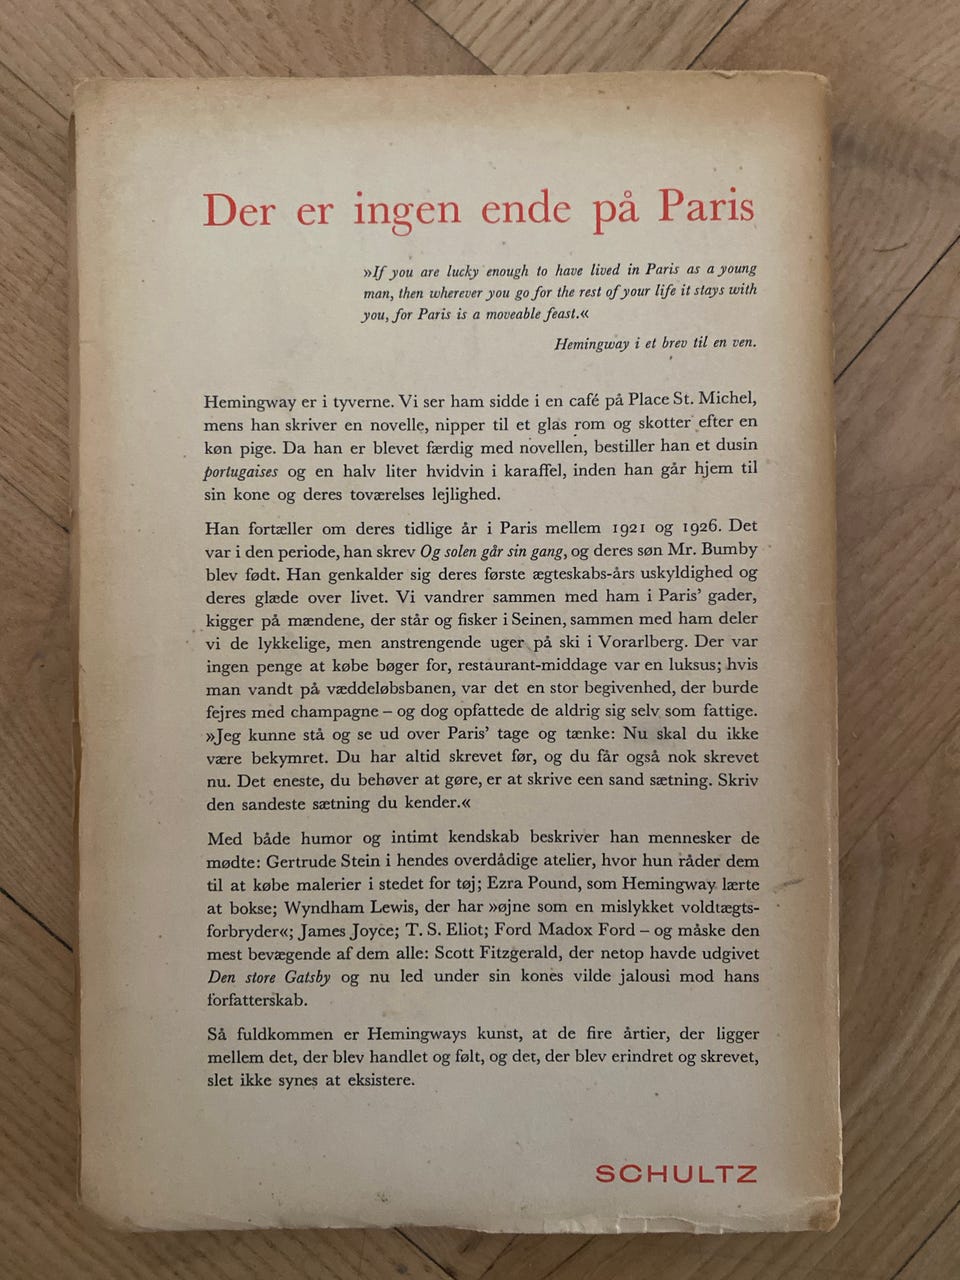 Der er ingen ende på Paris
»If you are lucky enough to have lived in Paris as a young
man, then wherever you go for the rest of your life it stays with
you, for Paris is a moveable feast.«
Hemingway i et brev til en ven.
Hemingway er i tyverne. Vi ser ham sidde i en café på Place St. Michel,
mens han skriver en novelle, nipper til et glas rom og skotter efter en
køn pige. Da han er blevet færdig med novellen, bestiller han et dusin
portugaises og en halv liter hvidvin i karaffel, inden han går hjem til
sin kone og deres toværelses lejlighed.
Han fortæller om deres tidlige år i Paris mellem 1921 og 1926. Det
var i den periode, han skrev Og solen går sin gang, og deres søn Mr. Bumby
blev født. Han genkalder sig deres første ægteskabs-års uskyldighed og
deres glæde over livet. Vi vandrer sammen med ham i Paris' gader,
kigger på mændene, der står og fisker i Seinen, sammen med ham deler
vi de lykkelige, men anstrengende uger på ski i Vorarlberg. Der var
ingen penge at købe bøger for, restaurant-middage var en luksus; hvis
man vandt på væddeløbsbanen, var det en stor begivenhed, der burde
fejres med champagne – og dog opfattede de aldrig sig selv som fattige.
»Jeg kunne stå og se ud over Paris' tage og tænke: Nu skal du ikke
være bekymret. Du har altid skrevet før, og du får også nok skrevet
nu. Det eneste, du behøver at gøre, er at skrive een sand sætning. Skriv
den sandeste sætning du kender.«
Med både humor og intimt kendskab beskriver han mennesker de
mødte: Gertrude Stein i hendes overdådige atelier, hvor hun råder dem
til at købe malerier i stedet for tøj; Ezra Pound, som Hemingway lærte
at bokse; Wyndham Lewis, der har »øjne som en mislykket voldtægts-
forbryder«; James Joyce; T. S. Eliot; Ford Madox Ford – og måske den
mest bevægende af dem alle: Scott Fitzgerald, der netop havde udgivet
Den store Gatsby og nu led under sin kones vilde jalousi mod hans
forfatterskab.
Så fuldkommen er Hemingways kunst, at de fire årtier, der ligger
mellem det, der blev handlet og følt, og det, der blev erindret og skrevet,
slet ikke synes at eksistere.
SCHULTZ